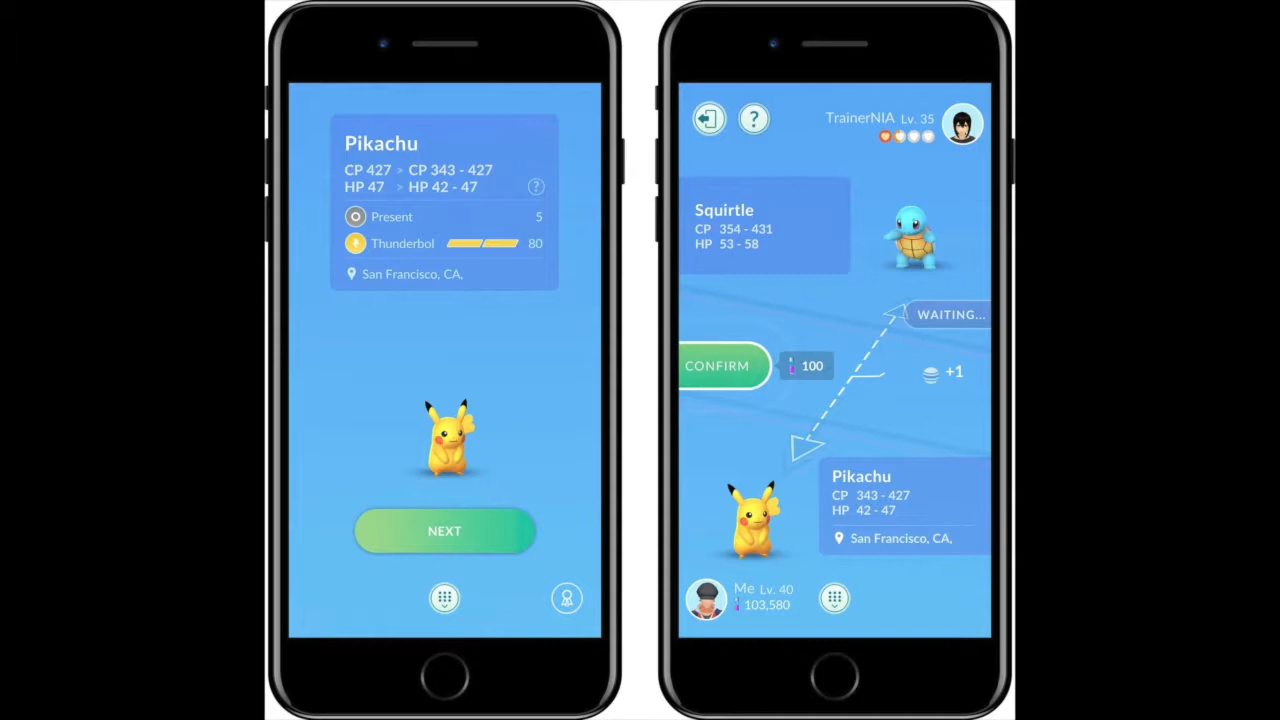 Pikachu
CP 427 > CP 343 - 427
HP 47 > HP 42 - 47
?
Present 5
Thunderbol 80
San Francisco, CA,
NEXT
?
TrainerNIA Lv. 35
Squirtle
CP 354 - 431
HP 53 - 58
WAITING...
CONFIRM
100
+1
Pikachu
CP 343 - 427
HP 42 - 47
San Francisco, CA,
Me Lv. 40
103,580